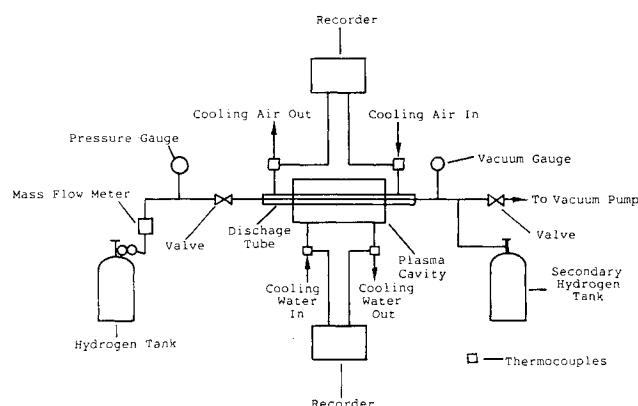 Recorder
Cooling Air Out
Cooling Air In
Pressure Gauge
Vacuum Gauge
Mass Flow Meter
To Vacuum Pump
Valve
Dischage
Tube
Plasma
Cavity
Valve
Cooling
Water
In
Cooling
Water
Out
Secondary
Hydrogen
Tank
Hydrogen Tank
Thermocouples
Recorder